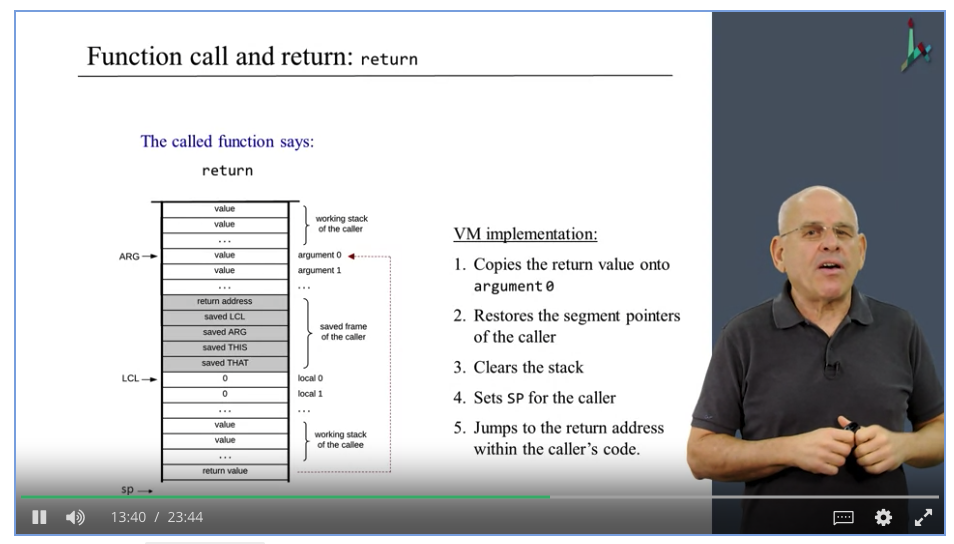 Function call and return: return
The called function says:
return
value
value
...
working stack
of the caller
ARG
value
argument 0
value
argument 1
...
...
return address
saved LCL
saved ARG
saved THIS
saved THAT
saved frame
of the caller
LCL
0
local 0
0
local 1
...
...
value
value
...
working stack
of the callee
return value
sp
VM implementation:
1. Copies the return value onto
argument 0
2. Restores the segment pointers
of the caller
3. Clears the stack
4. Sets SP for the caller
5. Jumps to the return address
within the caller's code.
13:40 / 23:44